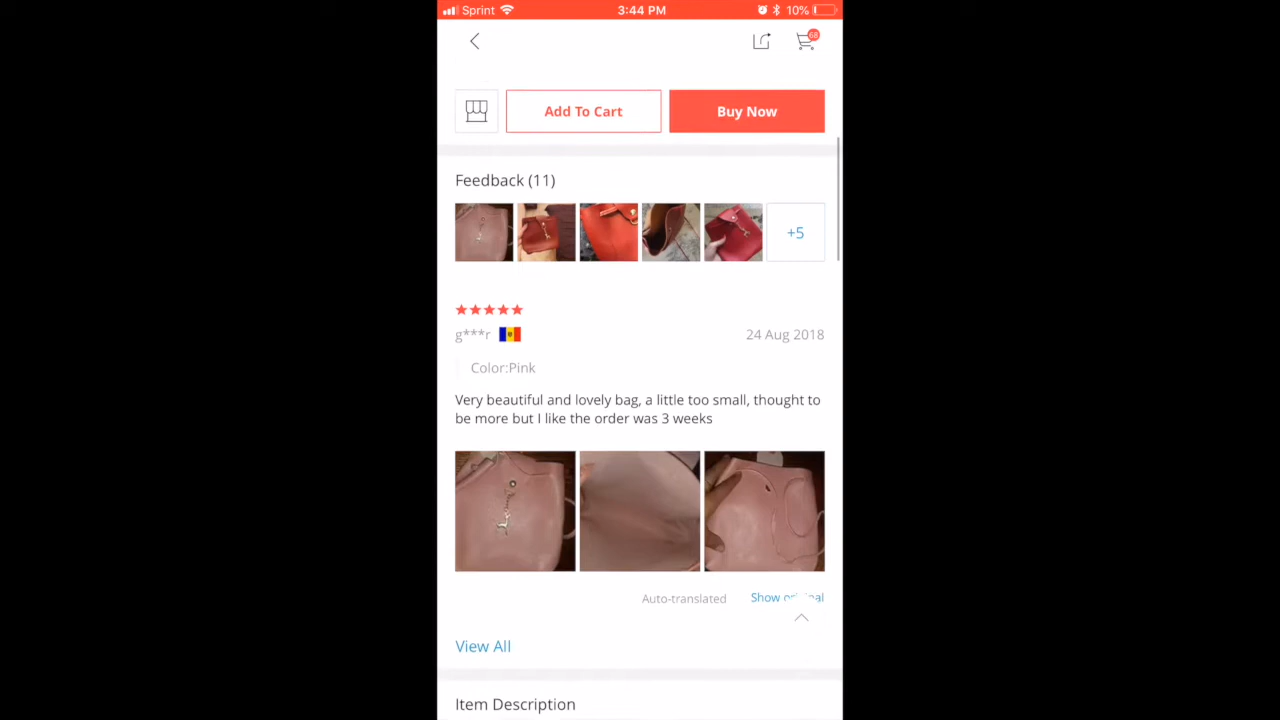 Sprint 3:44 PM 10%
68
Add To Cart Buy Now
Feedback (11)
+5
g***r 24 Aug 2018
Color:Pink
Very beautiful and lovely bag, a little too small, thought to
be more but I like the order was 3 weeks
Auto-translated Show
View All
Item Description